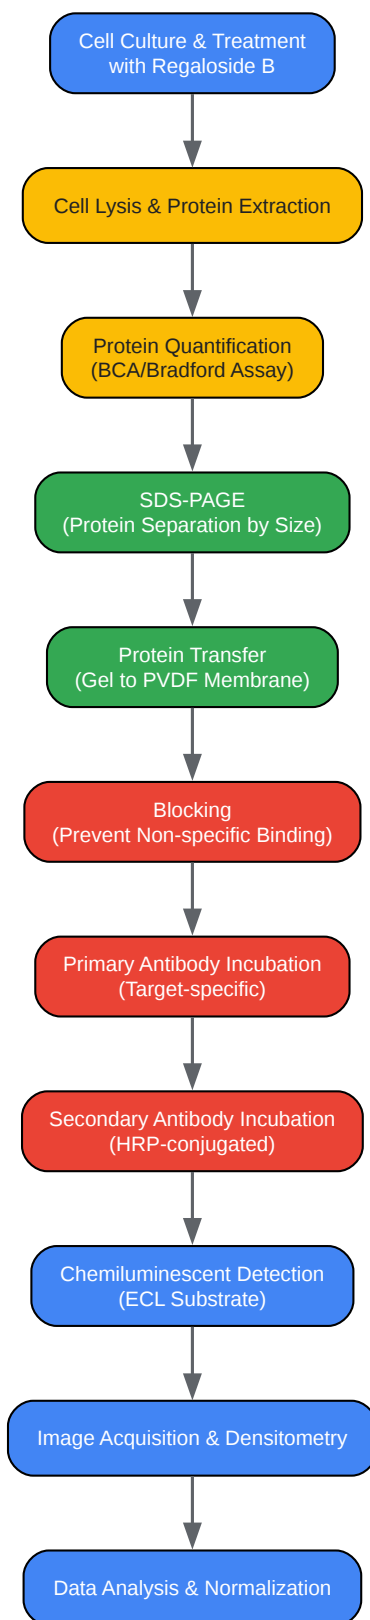 Cell Culture & Treatment
with Regaloside B
Cell Lysis & Protein Extraction
Protein Quantification
(BCA/Bradford Assay)
SDS-PAGE
(Protein Separation by Size)
Protein Transfer
(Gel to PVDF Membrane)
Blocking
(Prevent Non-specific Binding)
Primary Antibody Incubation
(Target-specific)
Secondary Antibody Incubation
(HRP-conjugated)
Chemiluminescent Detection
(ECL Substrate)
Image Acquisition & Densitometry
Data Analysis & Normalization